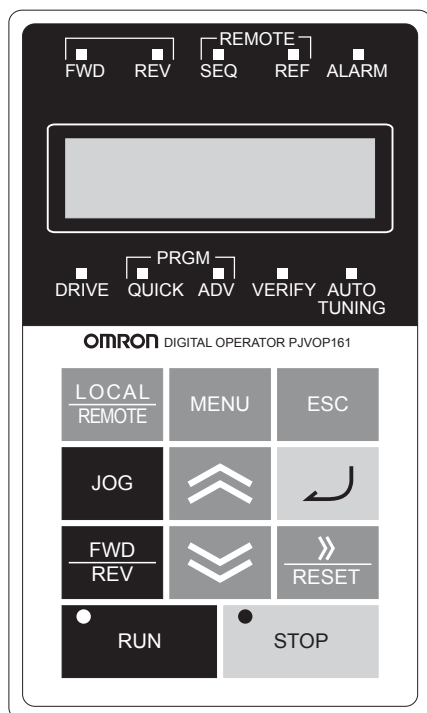 REMOTE
FWD REV SEQ REF ALARM
PRGM
DRIVE QUICK ADV VERIFY AUTO TUNING
OMRON DIGITAL OPERATOR PJVOP161
LOCAL
REMOTE
MENU
ESC
JOG
FWD
REV
RESET
RUN
STOP